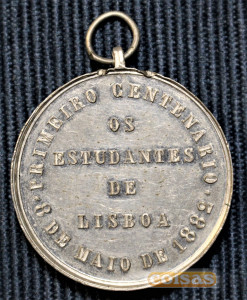 PRIMEIRO CENTENARIO
OS
ESTUDANTES
DE
LISBOA
8 DE MAIO DE 1885
coisas